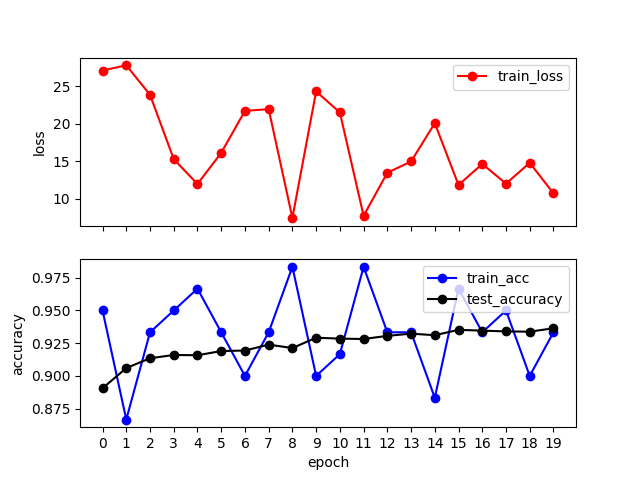 train_loss
25
20
15
10
loss
train_acc
test_accuracy
0.975
0.950
0.925
0.900
0.875
accuracy
0 1 2 3 4 5 6 7 8 9 10 11 12 13 14 15 16 17 18 19
epoch